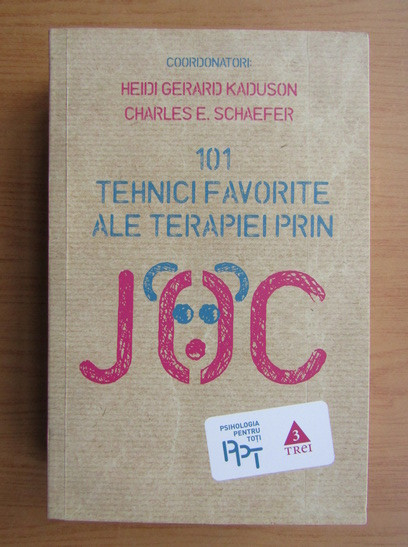 COORDONATORI:
HEIDI GERARD KADUSON
CHARLES E. SCHAEFER
101
TEHNICI FAVORITE
ALE TERAPIEI PRIN
JOC
PSIHOLOGIA
PENTRU
TOȚI
PPT
3
TREI